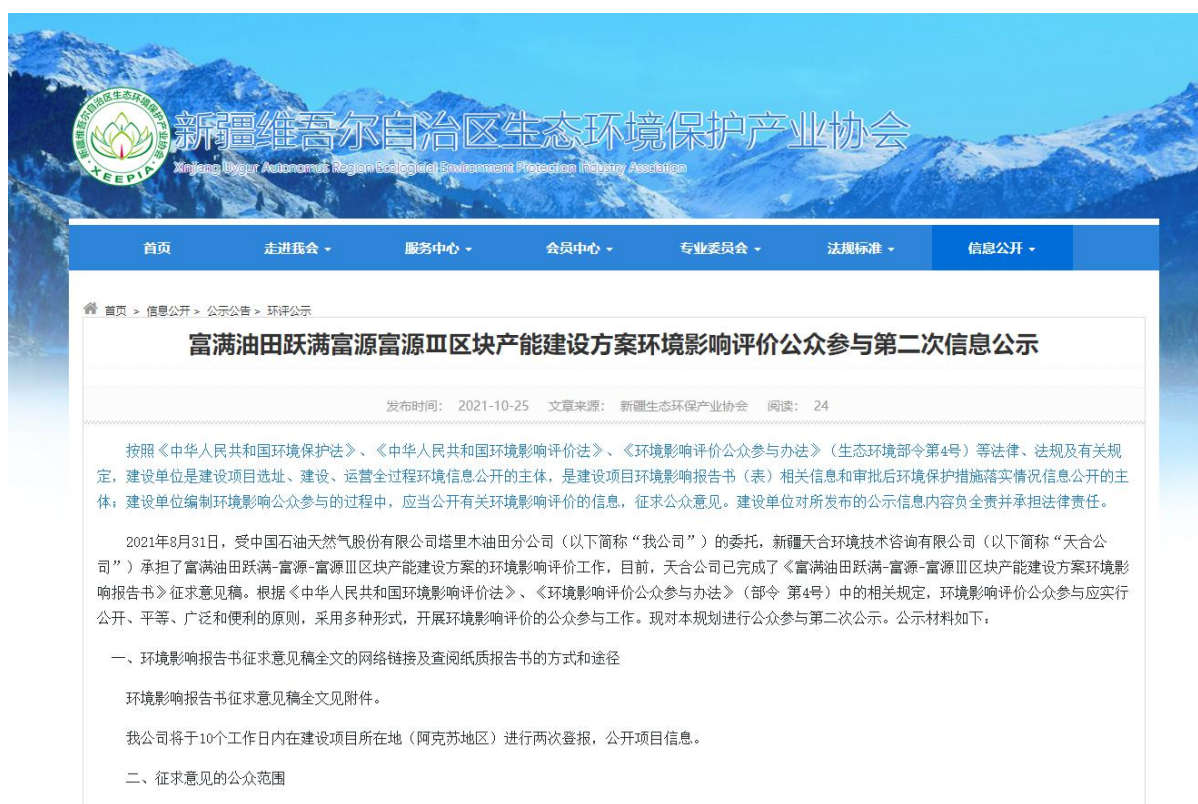 新疆维吾尔自治区生态环境保护产业协会
XEEPIA
新疆维吾尔自治区生态环境保护产业协会
Xinjiang Uygur Autonomus Region Ecalogicial Environment Protection Industry Assciation
首页 走进我会 服务中心 会员中心 专业委员会 法规标准 信息公开
首页 > 信息公开 > 公示公告 > 环评公示
富满油田跃满富源富源Ⅲ区块产能建设方案环境影响评价公众参与第二次信息公示
发布时间: 2021-10-25 文章来源: 新疆生态环保产业协会 阅读: 24
按照《中华人民共和国环境保护法》、《中华人民共和国环境影响评价法》、《环境影响评价公众参与办法》（生态环境部令第4号）等法律、法规及有关规
定，建设单位是建设项目选址、建设、运营全过程环境信息公开的主体，是建设项目环境影响报告书（表）相关信息和审批后环境保护措施落实情况信息公开的主
体；建设单位编制环境影响公众参与的过程中，应当公开有关环境影响评价的信息，征求公众意见。建设单位对所发布的公示信息内容负全责并承担法律责任。
2021年8月31日，受中国石油天然气股份有限公司塔里木油田分公司（以下简称“我公司”）的委托，新疆天合环境技术咨询有限公司（以下简称“天合公
司”）承担了富满油田跃满-富源-富源Ⅲ区块产能建设方案的环境影响评价工作，目前，天合公司已完成了《富满油田跃满-富源-富源Ⅲ区块产能建设方案环境影
响报告书》征求意见稿。根据《中华人民共和国环境影响评价法》、《环境影响评价公众参与办法》（部令 第4号）中的相关规定，环境影响评价公众参与应实行
公开、平等、广泛和便利的原则，采用多种形式，开展环境影响评价的公众参与工作。现对本规划进行公众参与第二次公示。公示材料如下：
一、环境影响报告书征求意见稿全文的网络链接及查阅纸质报告书的方式和途径
环境影响报告书征求意见稿全文见附件。
我公司将于10个工作日内在建设项目所在地（阿克苏地区）进行两次登报，公开项目信息。
二、征求意见的公众范围